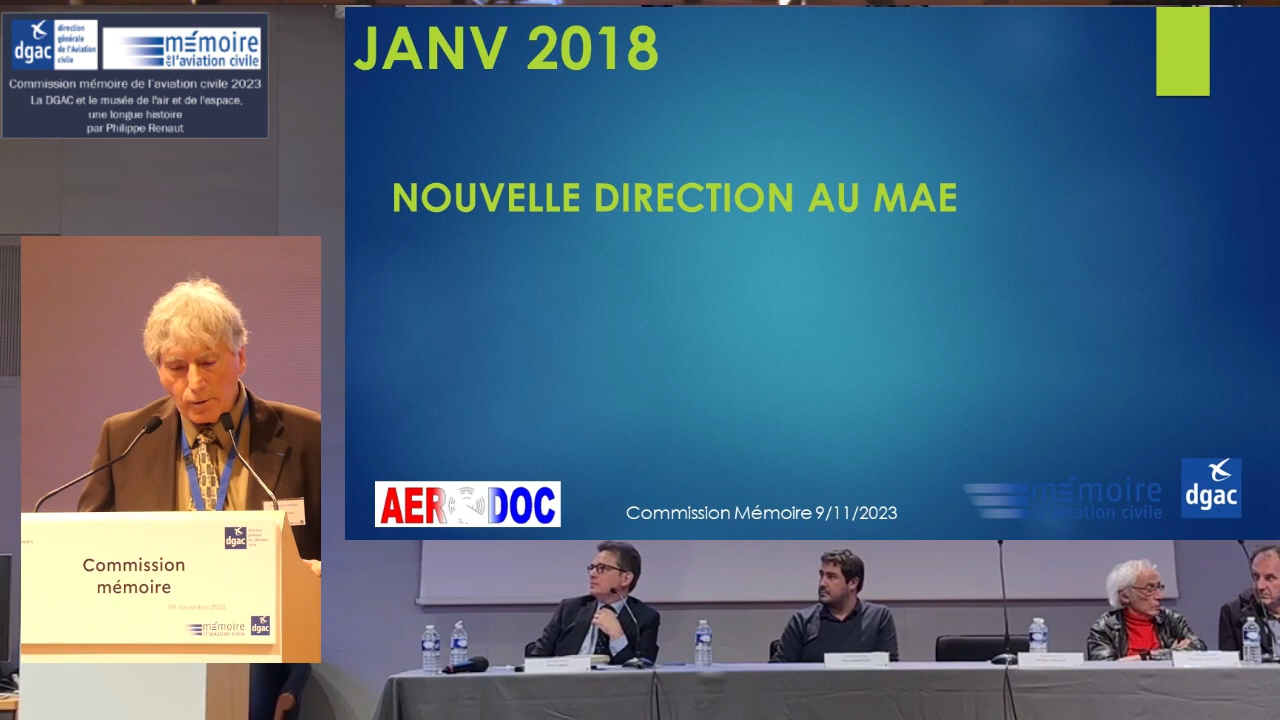 dgac
direction
générale
de l'Aviation
civile
mémoire
de l'aviation civile
Commission mémoire de l'aviation civile 2023
La DGAC et le musée de l'air et de l'espace,
une longue histoire
par Philippe Renaut
JANV 2018
NOUVELLE DIRECTION AU MAE
AER DOC
Commission Mémoire 9/11/2023
mémoire
de l'aviation civile
dgac
dgac
Commission
mémoire
09 novembre 2023
mémoire
de l'aviation civile
dgac